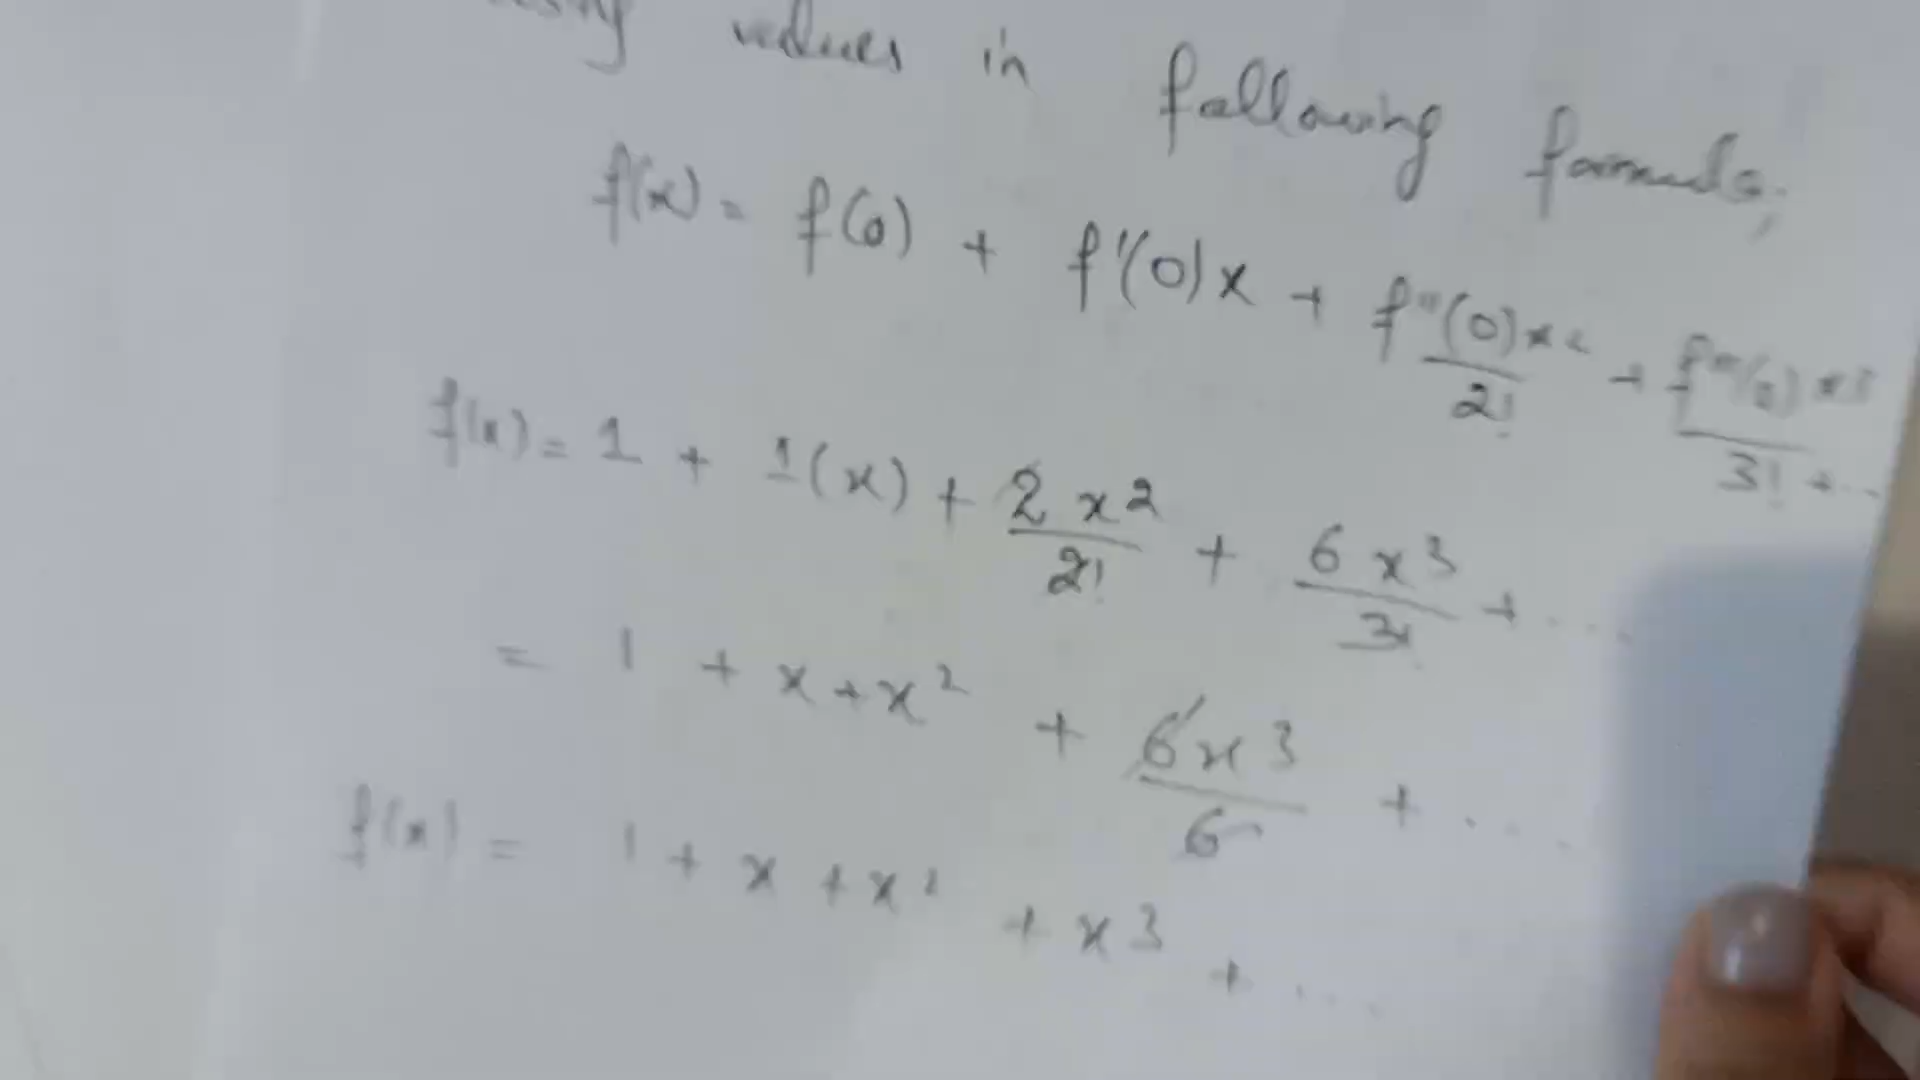 values in following formula,
f(x) = f(0) + f'(0)x + f''(0)x²/2! + f'''(0)x3/3! + ...
f(x) = 1 + 1(x) + 2x²/2! + 6x3/3! + ....
= 1 + x + x² + 6x3/6 + ....
f(x) = 1 + x + x² + x3 + ....